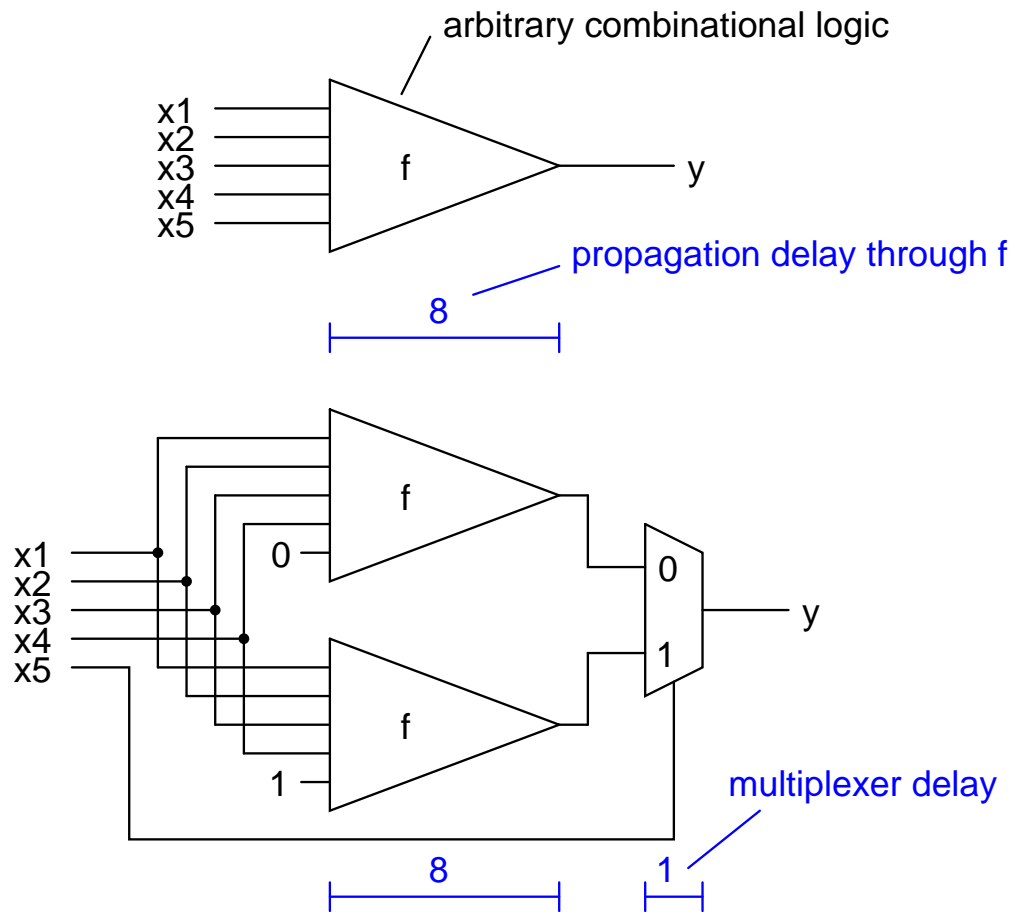 arbitrary combinational logic
x1
x2
x3
x4
x5
f
y
propagation delay through f
8
f
0
x1
x2
x3
x4
x5
0
1
y
f
1
multiplexer delay
8
1